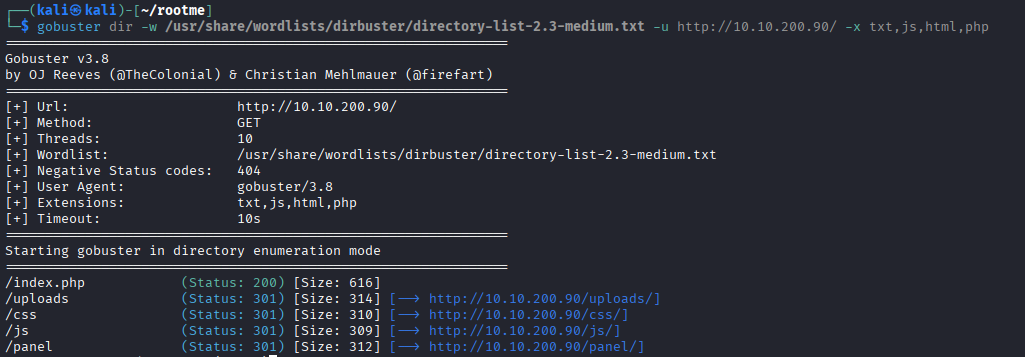 ┌──(kali㉿kali)-[~/rootme]
└─$ gobuster dir -w /usr/share/wordlists/dirbuster/directory-list-2.3-medium.txt -u http://10.10.200.90/ -x txt,js,html,php
===============================================================
Gobuster v3.8
by OJ Reeves (@TheColonial) & Christian Mehlmauer (@firefart)
===============================================================
[+] Url: http://10.10.200.90/
[+] Method: GET
[+] Threads: 10
[+] Wordlist: /usr/share/wordlists/dirbuster/directory-list-2.3-medium.txt
[+] Negative Status codes: 404
[+] User Agent: gobuster/3.8
[+] Extensions: txt,js,html,php
[+] Timeout: 10s
===============================================================
Starting gobuster in directory enumeration mode
===============================================================
/index.php (Status: 200) [Size: 616]
/uploads (Status: 301) [Size: 314] [--> http://10.10.200.90/uploads/]
/css (Status: 301) [Size: 310] [--> http://10.10.200.90/css/]
/js (Status: 301) [Size: 309] [--> http://10.10.200.90/js/]
/panel (Status: 301) [Size: 312] [--> http://10.10.200.90/panel/]